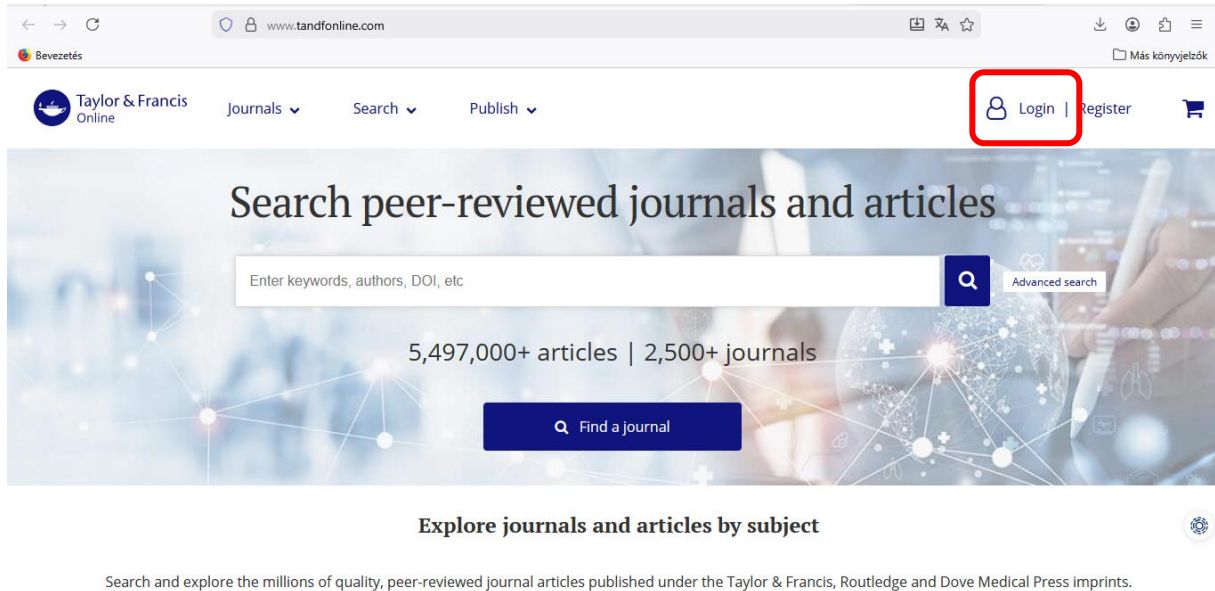 www.tandfonline.com
Bevezetés
Más könyvjelzők
Taylor & Francis
Online
Journals
Search
Publish
Login | Register
Search peer-reviewed journals and articles
Enter keywords, authors, DOI, etc
Advanced search
5,497,000+ articles | 2,500+ journals
Find a journal
Explore journals and articles by subject
Search and explore the millions of quality, peer-reviewed journal articles published under the Taylor & Francis, Routledge and Dove Medical Press imprints.